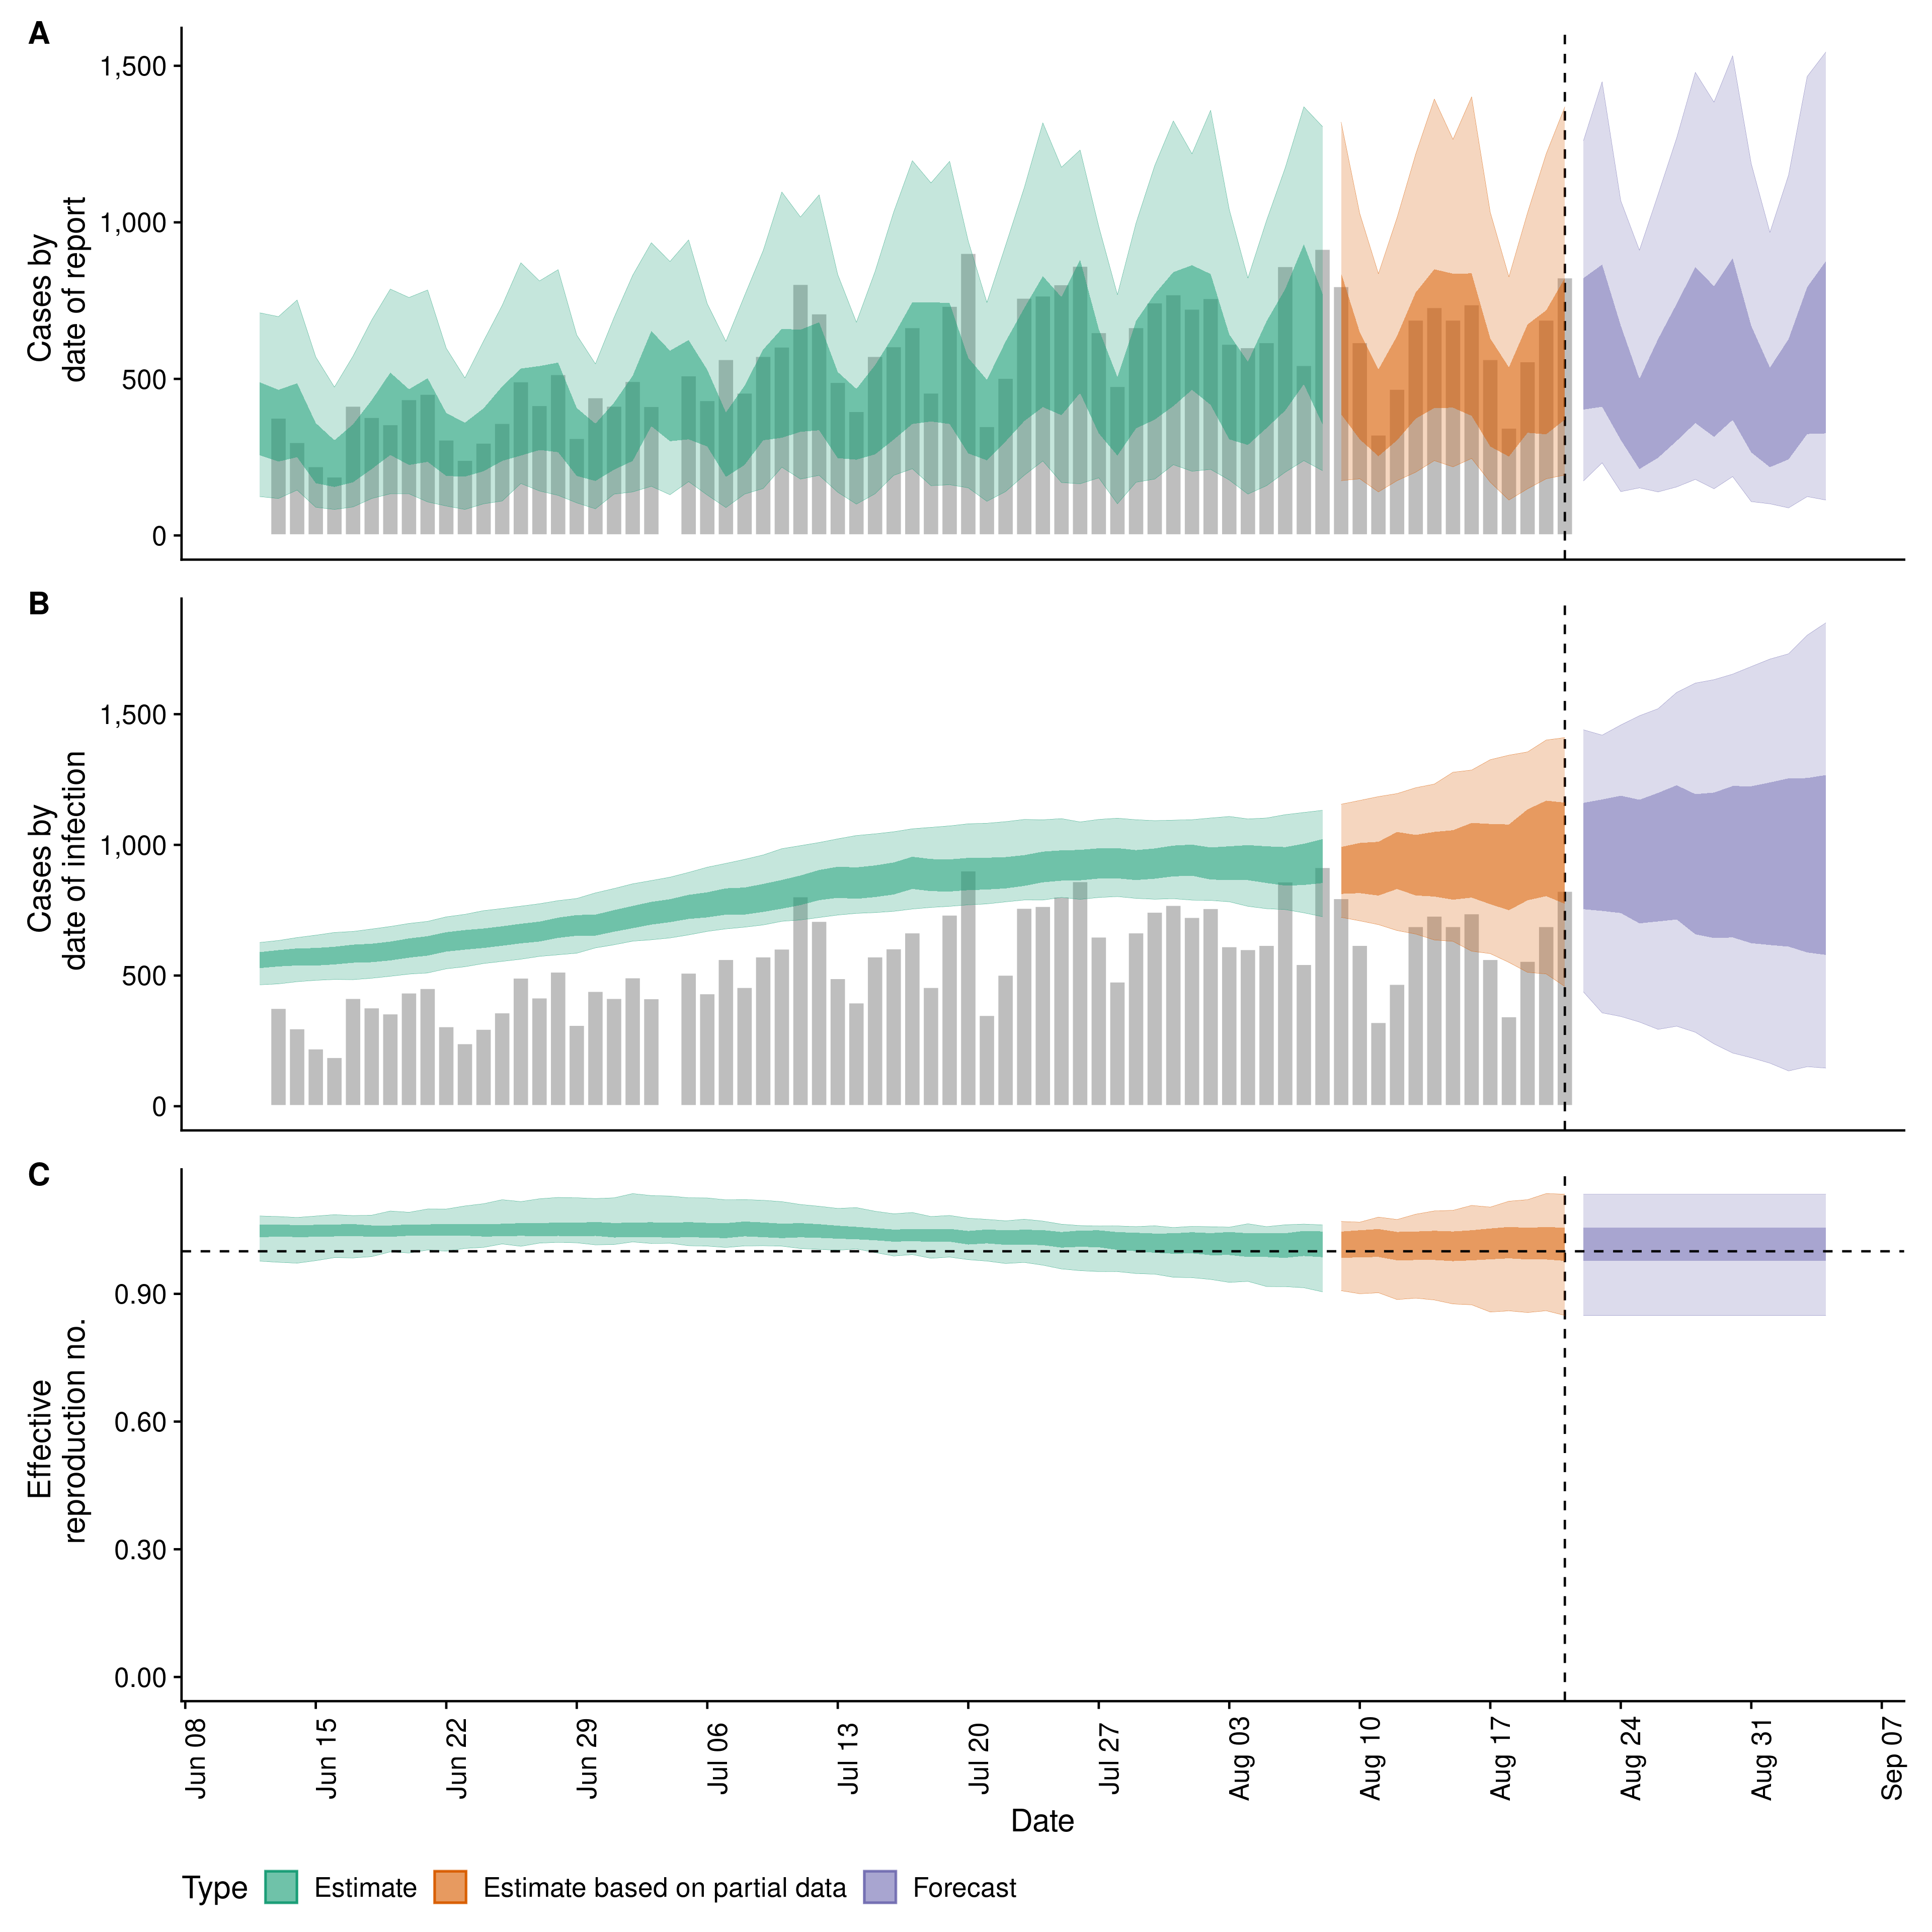 A
Cases by
date of report
1,500
1,000
500
0
B
Cases by
date of infection
1,500
1,000
500
0
C
Effective
reproduction no.
0.90
0.60
0.30
0.00
Jun 08
Jun 15
Jun 22
Jun 29
Jul 06
Jul 13
Jul 20
Jul 27
Aug 03
Aug 10
Aug 17
Aug 24
Aug 31
Sep 07
Date
Type Estimate Estimate based on partial data Forecast